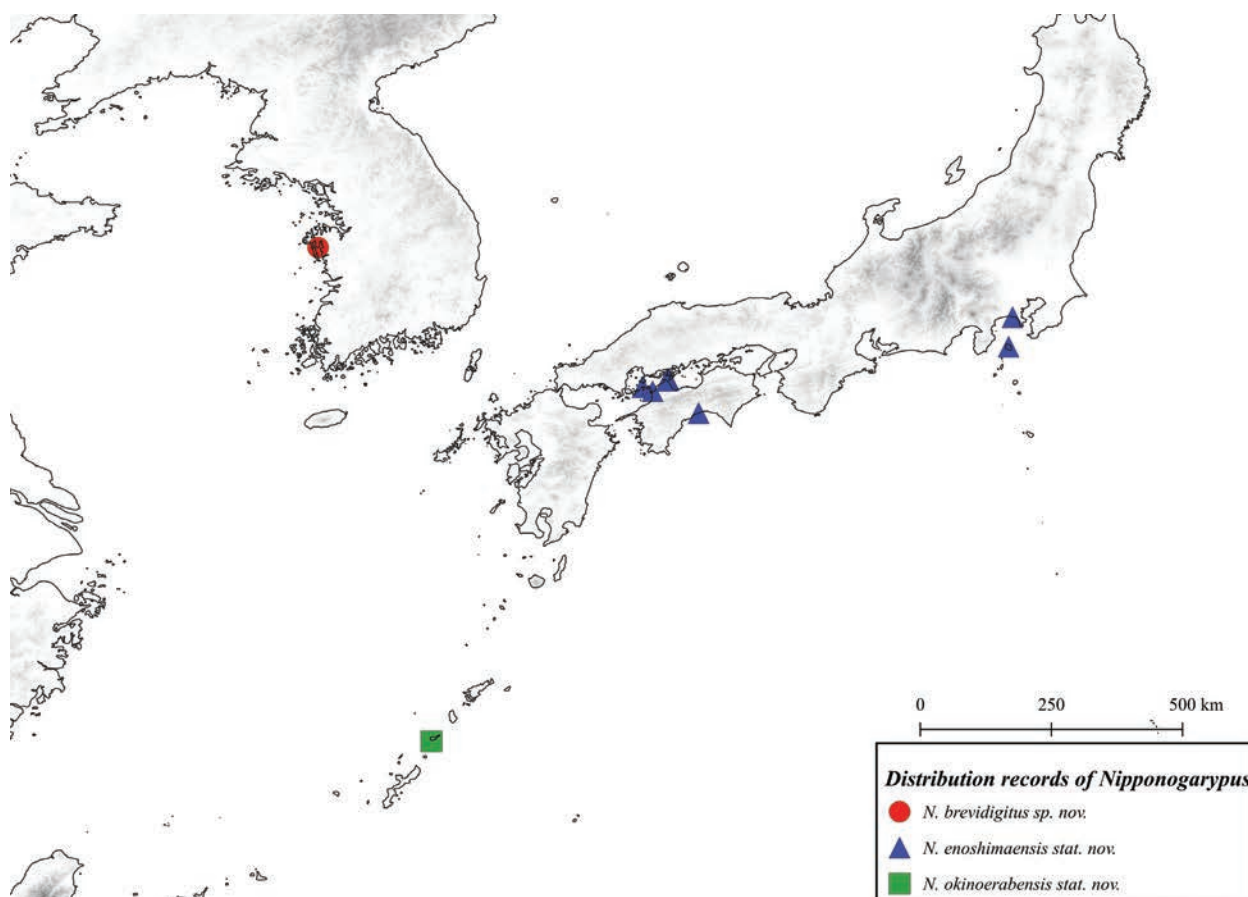 0 250 500 km
Distribution records of Nipponogarypus
N. brevidigitus sp. nov.
N. enoshimaensis stat. nov.
N. okinoerabensis stat. nov.